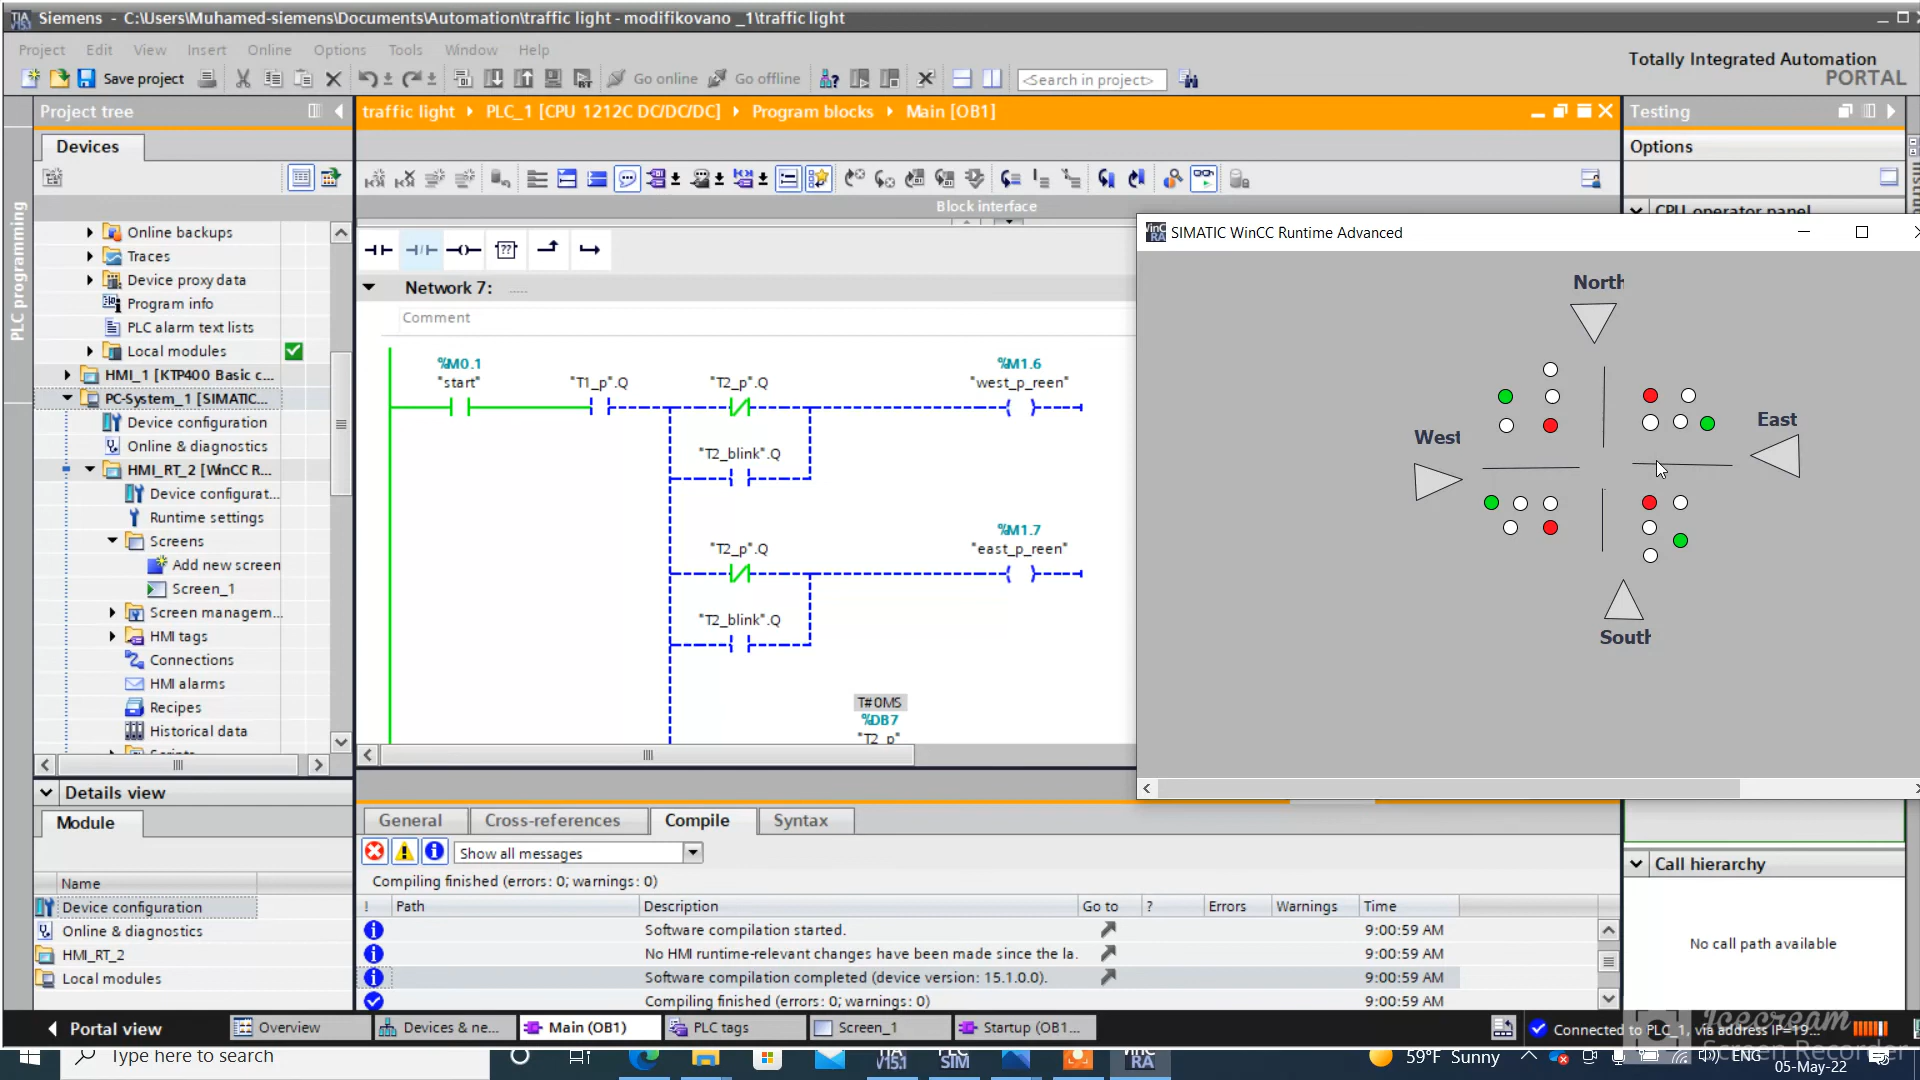 Siemens - C:\Users\Muhamed-siemens\Documents\Automation\traffic light - modifikovano _1\traffic light
Project Edit View Insert Online Options Tools Window Help
Totally Integrated Automation
PORTAL
Save project
Go online
Go offline
<Search in project>
Project tree
traffic light
PLC_1 [CPU 1212C DC/DC/DC]
Program blocks
Main [OB1]
Testing
Devices
Options
PLC programming
Block interface
CPU operator panel
Online backups
Traces
Device proxy data
Program info
PLC alarm text lists
Local modules
HMI_1 [KTP400 Basic c...
PC-System_1 [SIMATIC...
Device configuration
Online & diagnostics
HMI_RT_2 [WinCC R...
Device configurat...
Runtime settings
Screens
Add new screen
Screen_1
Screen managem...
HMI tags
Connections
HMI alarms
Recipes
Historical data
Network 7: .....
Comment
%M0.1
"start"
"T1_p".Q
"T2_p".Q
%M1.6
"west_p_reen"
"T2_blink".Q
"T2_p".Q
%M1.7
"east_p_reen"
"T2_blink".Q
T#0MS
%DB7
"T2_p"
SIMATIC WinCC Runtime Advanced
North
West
East
South
Details view
Module
Name
Device configuration
Online & diagnostics
HMI_RT_2
Local modules
General Cross-references Compile Syntax
Show all messages
Compiling finished (errors: 0; warnings: 0)
! Path Description Go to ? Errors Warnings Time
Software compilation started. 9:00:59 AM
No HMI runtime-relevant changes have been made since the la. 9:00:59 AM
Software compilation completed (device version: 15.1.0.0). 9:00:59 AM
Compiling finished (errors: 0; warnings: 0) 9:00:59 AM
Call hierarchy
No call path available
Portal view
Overview
Devices & ne...
Main (OB1)
PLC tags
Screen_1
Startup (OB1...
Connected to PLC_1, via address IP=19...
Icecream
Screen Recorder
Type here to search
59°F Sunny
ENG
05-May-22